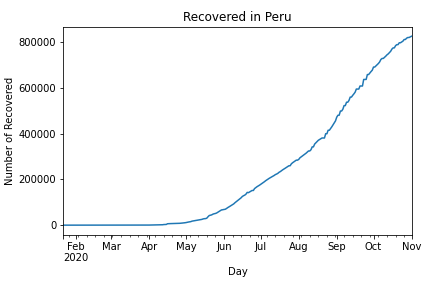 Recovered in Peru
Number of Recovered
800000
600000
400000
200000
0
Feb Mar Apr May Jun Jul Aug Sep Oct Nov
2020
Day